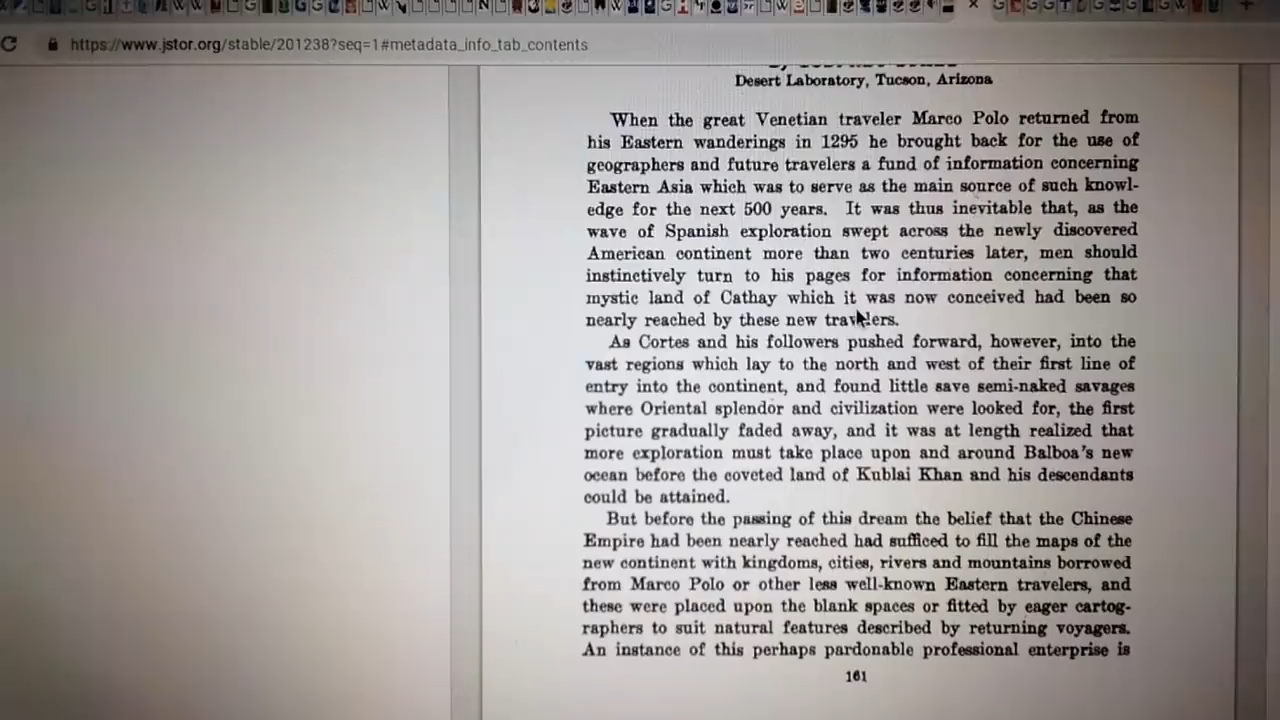 https://www.jstor.org/stable/201238?seq=1#metadata_info_tab_contents
Desert Laboratory, Tucson, Arizona
When the great Venetian traveler Marco Polo returned from
his Eastern wanderings in 1295 he brought back for the use of
geographers and future travelers a fund of information concerning
Eastern Asia which was to serve as the main source of such knowl-
edge for the next 500 years. It was thus inevitable that, as the
wave of Spanish exploration swept across the newly discovered
American continent more than two centuries later, men should
instinctively turn to his pages for information concerning that
mystic land of Cathay which it was now conceived had been so
nearly reached by these new travelers.
As Cortes and his followers pushed forward, however, into the
vast regions which lay to the north and west of their first line of
entry into the continent, and found little save semi-naked savages
where Oriental splendor and civilization were looked for, the first
picture gradually faded away, and it was at length realized that
more exploration must take place upon and around Balboa's new
ocean before the coveted land of Kublai Khan and his descendants
could be attained.
But before the passing of this dream the belief that the Chinese
Empire had been nearly reached had sufficed to fill the maps of the
new continent with kingdoms, cities, rivers and mountains borrowed
from Marco Polo or other less well-known Eastern travelers, and
these were placed upon the blank spaces or fitted by eager cartog-
raphers to suit natural features described by returning voyagers.
An instance of this perhaps pardonable professional enterprise is
161